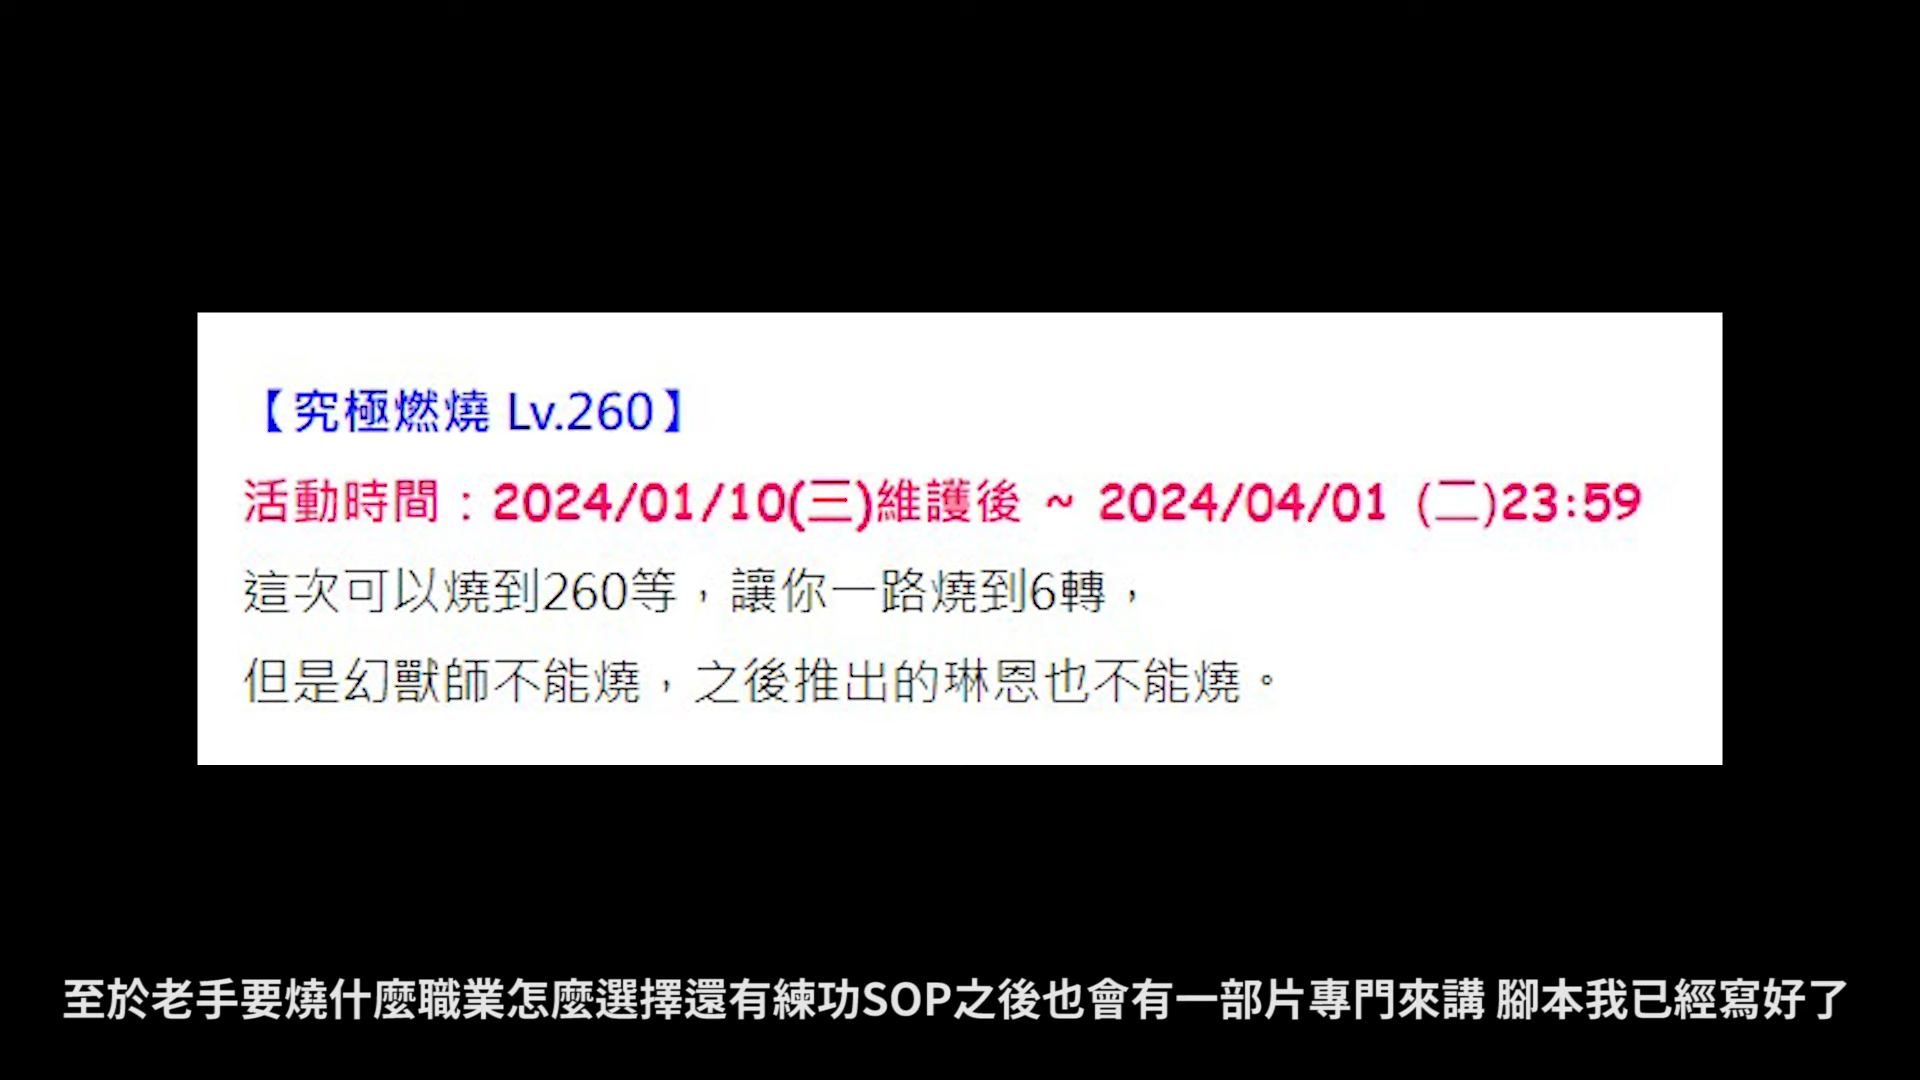 【究極燃燒 Lv.260】
活動時間：2024/01/10(三)維護後 ~ 2024/04/01 (二)23:59
這次可以燒到260等，讓你一路燒到6轉，
但是幻獸師不能燒，之後推出的琳恩也不能燒。
至於老手要燒什麼職業怎麼選擇還有練功SOP之後也會有一部片專門來講 腳本我已經寫好了